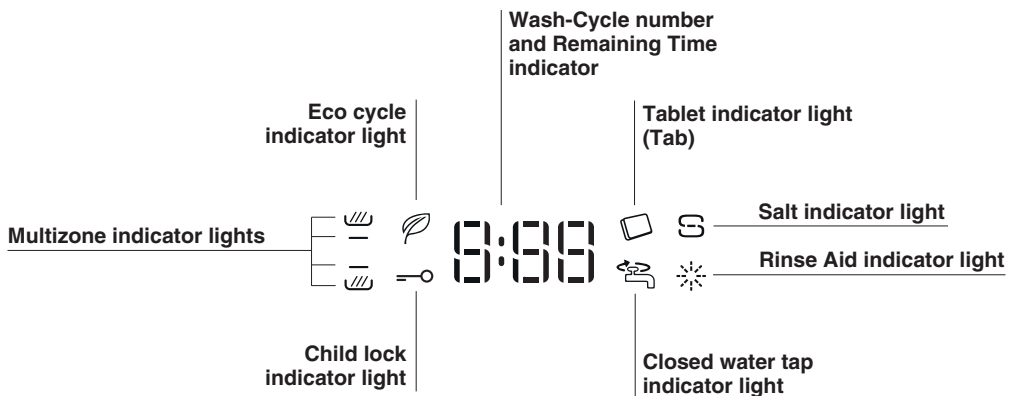 Wash-Cycle number
and Remaining Time
indicator
Eco cycle
indicator light
Tablet indicator light
(Tab)
Multizone indicator lights
8:88
Salt indicator light
Rinse Aid indicator light
Child lock
indicator light
Closed water tap
indicator light